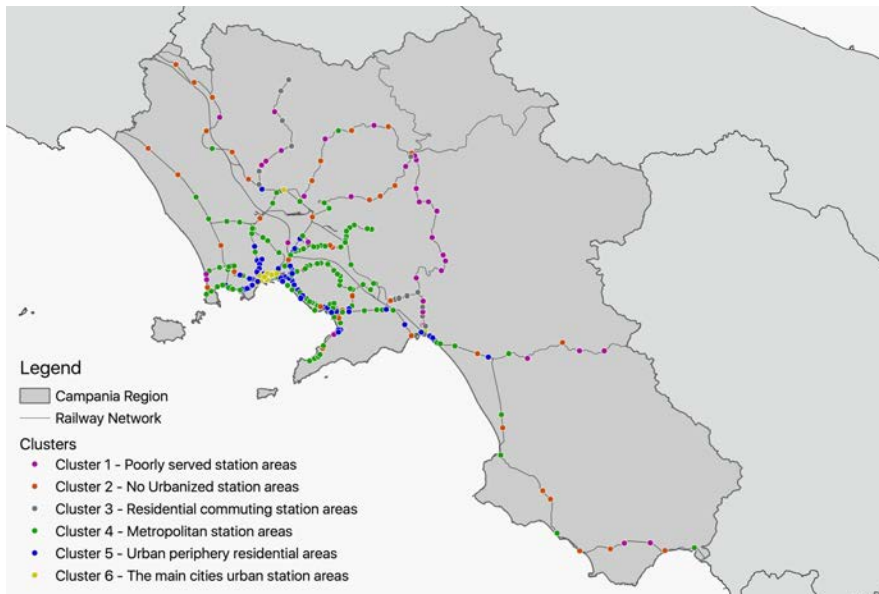 Legend
Campania Region
Railway Network
Clusters
Cluster 1 - Poorly served station areas
Cluster 2 - No Urbanized station areas
Cluster 3 - Residential commuting station areas
Cluster 4 - Metropolitan station areas
Cluster 5 - Urban periphery residential areas
Cluster 6 - The main cities urban station areas